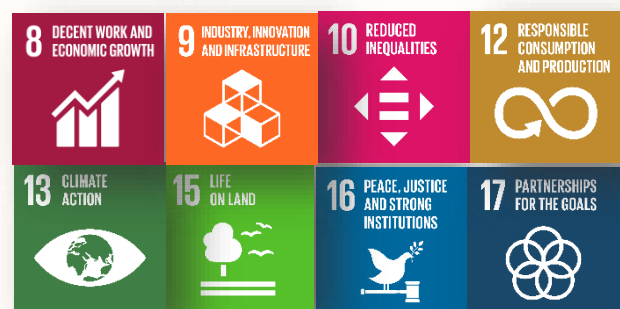 8 DECENT WORK AND
ECONOMIC GROWTH
9 INDUSTRY, INNOVATION
AND INFRASTRUCTURE
10 REDUCED
INEQUALITIES
12 RESPONSIBLE
CONSUMPTION
AND PRODUCTION
13 CLIMATE
ACTION
15 LIFE
ON LAND
16 PEACE, JUSTICE
AND STRONG
INSTITUTIONS
17 PARTNERSHIPS
FOR THE GOALS